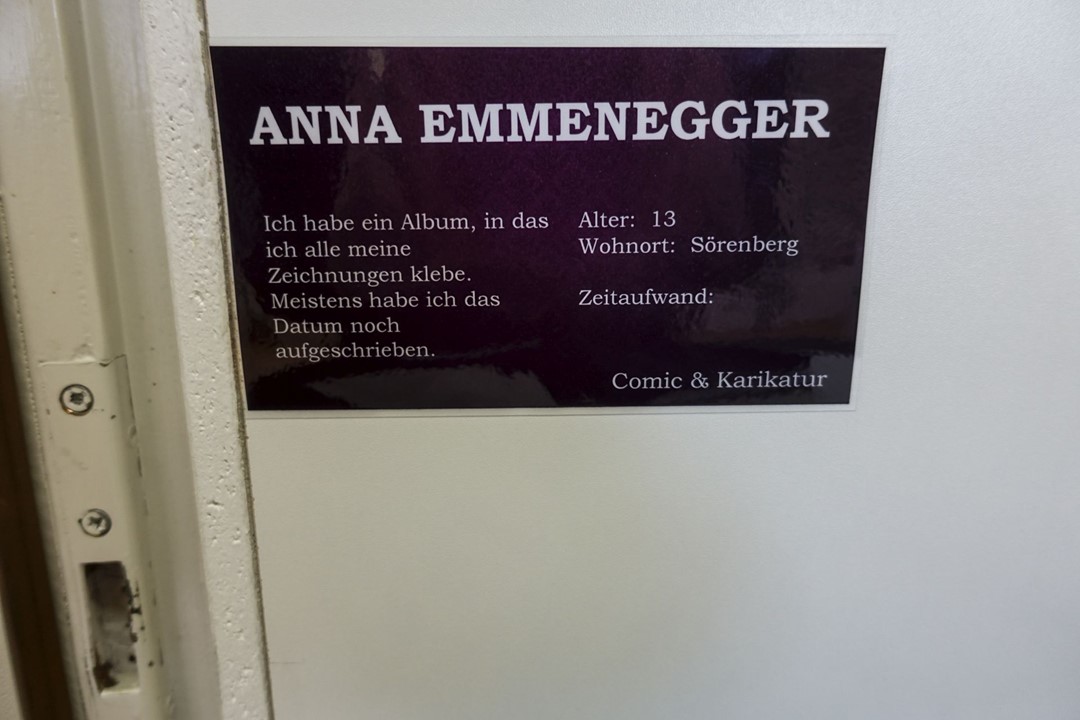 ANNA EMMENEGGER
Ich habe ein Album, in das
ich alle meine
Zeichnungen klebe.
Meistens habe ich das
Datum noch
aufgeschrieben.
Alter: 13
Wohnort: Sörenberg
Zeitaufwand:
Comic & Karikatur